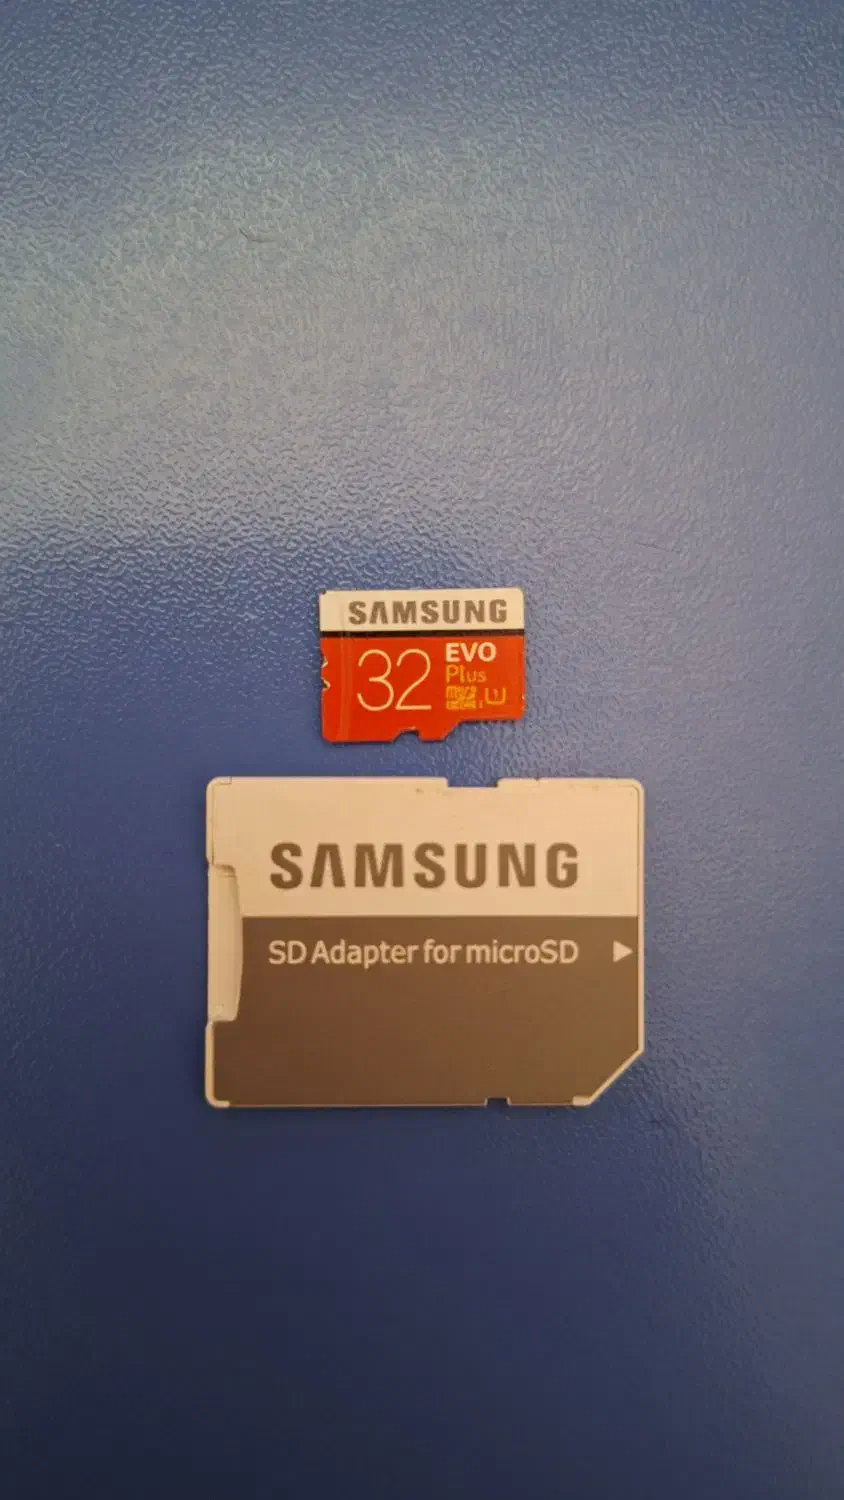 SAMSUNG
32
EVO
Plus
SAMSUNG
SD Adapter for microSD